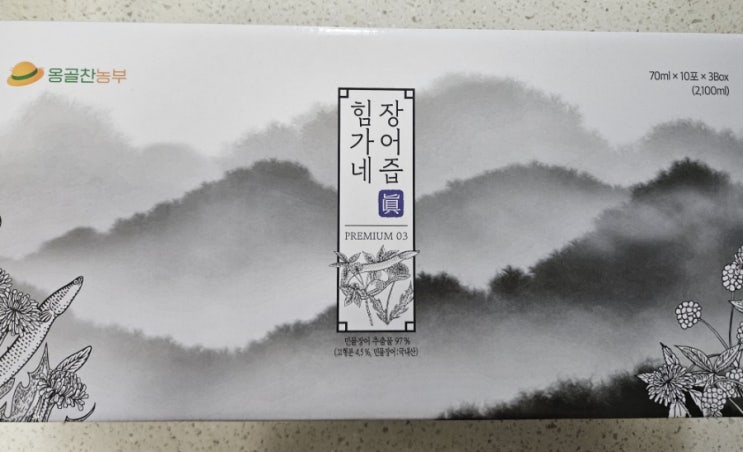 옹골찬농부
70ml × 10포 × 3Box
(2,100ml)
힘가네
장어즙
眞
PREMIUM 03
민물장어 추출물 97%
(고형분 4.5%, 민물장어:국내산)